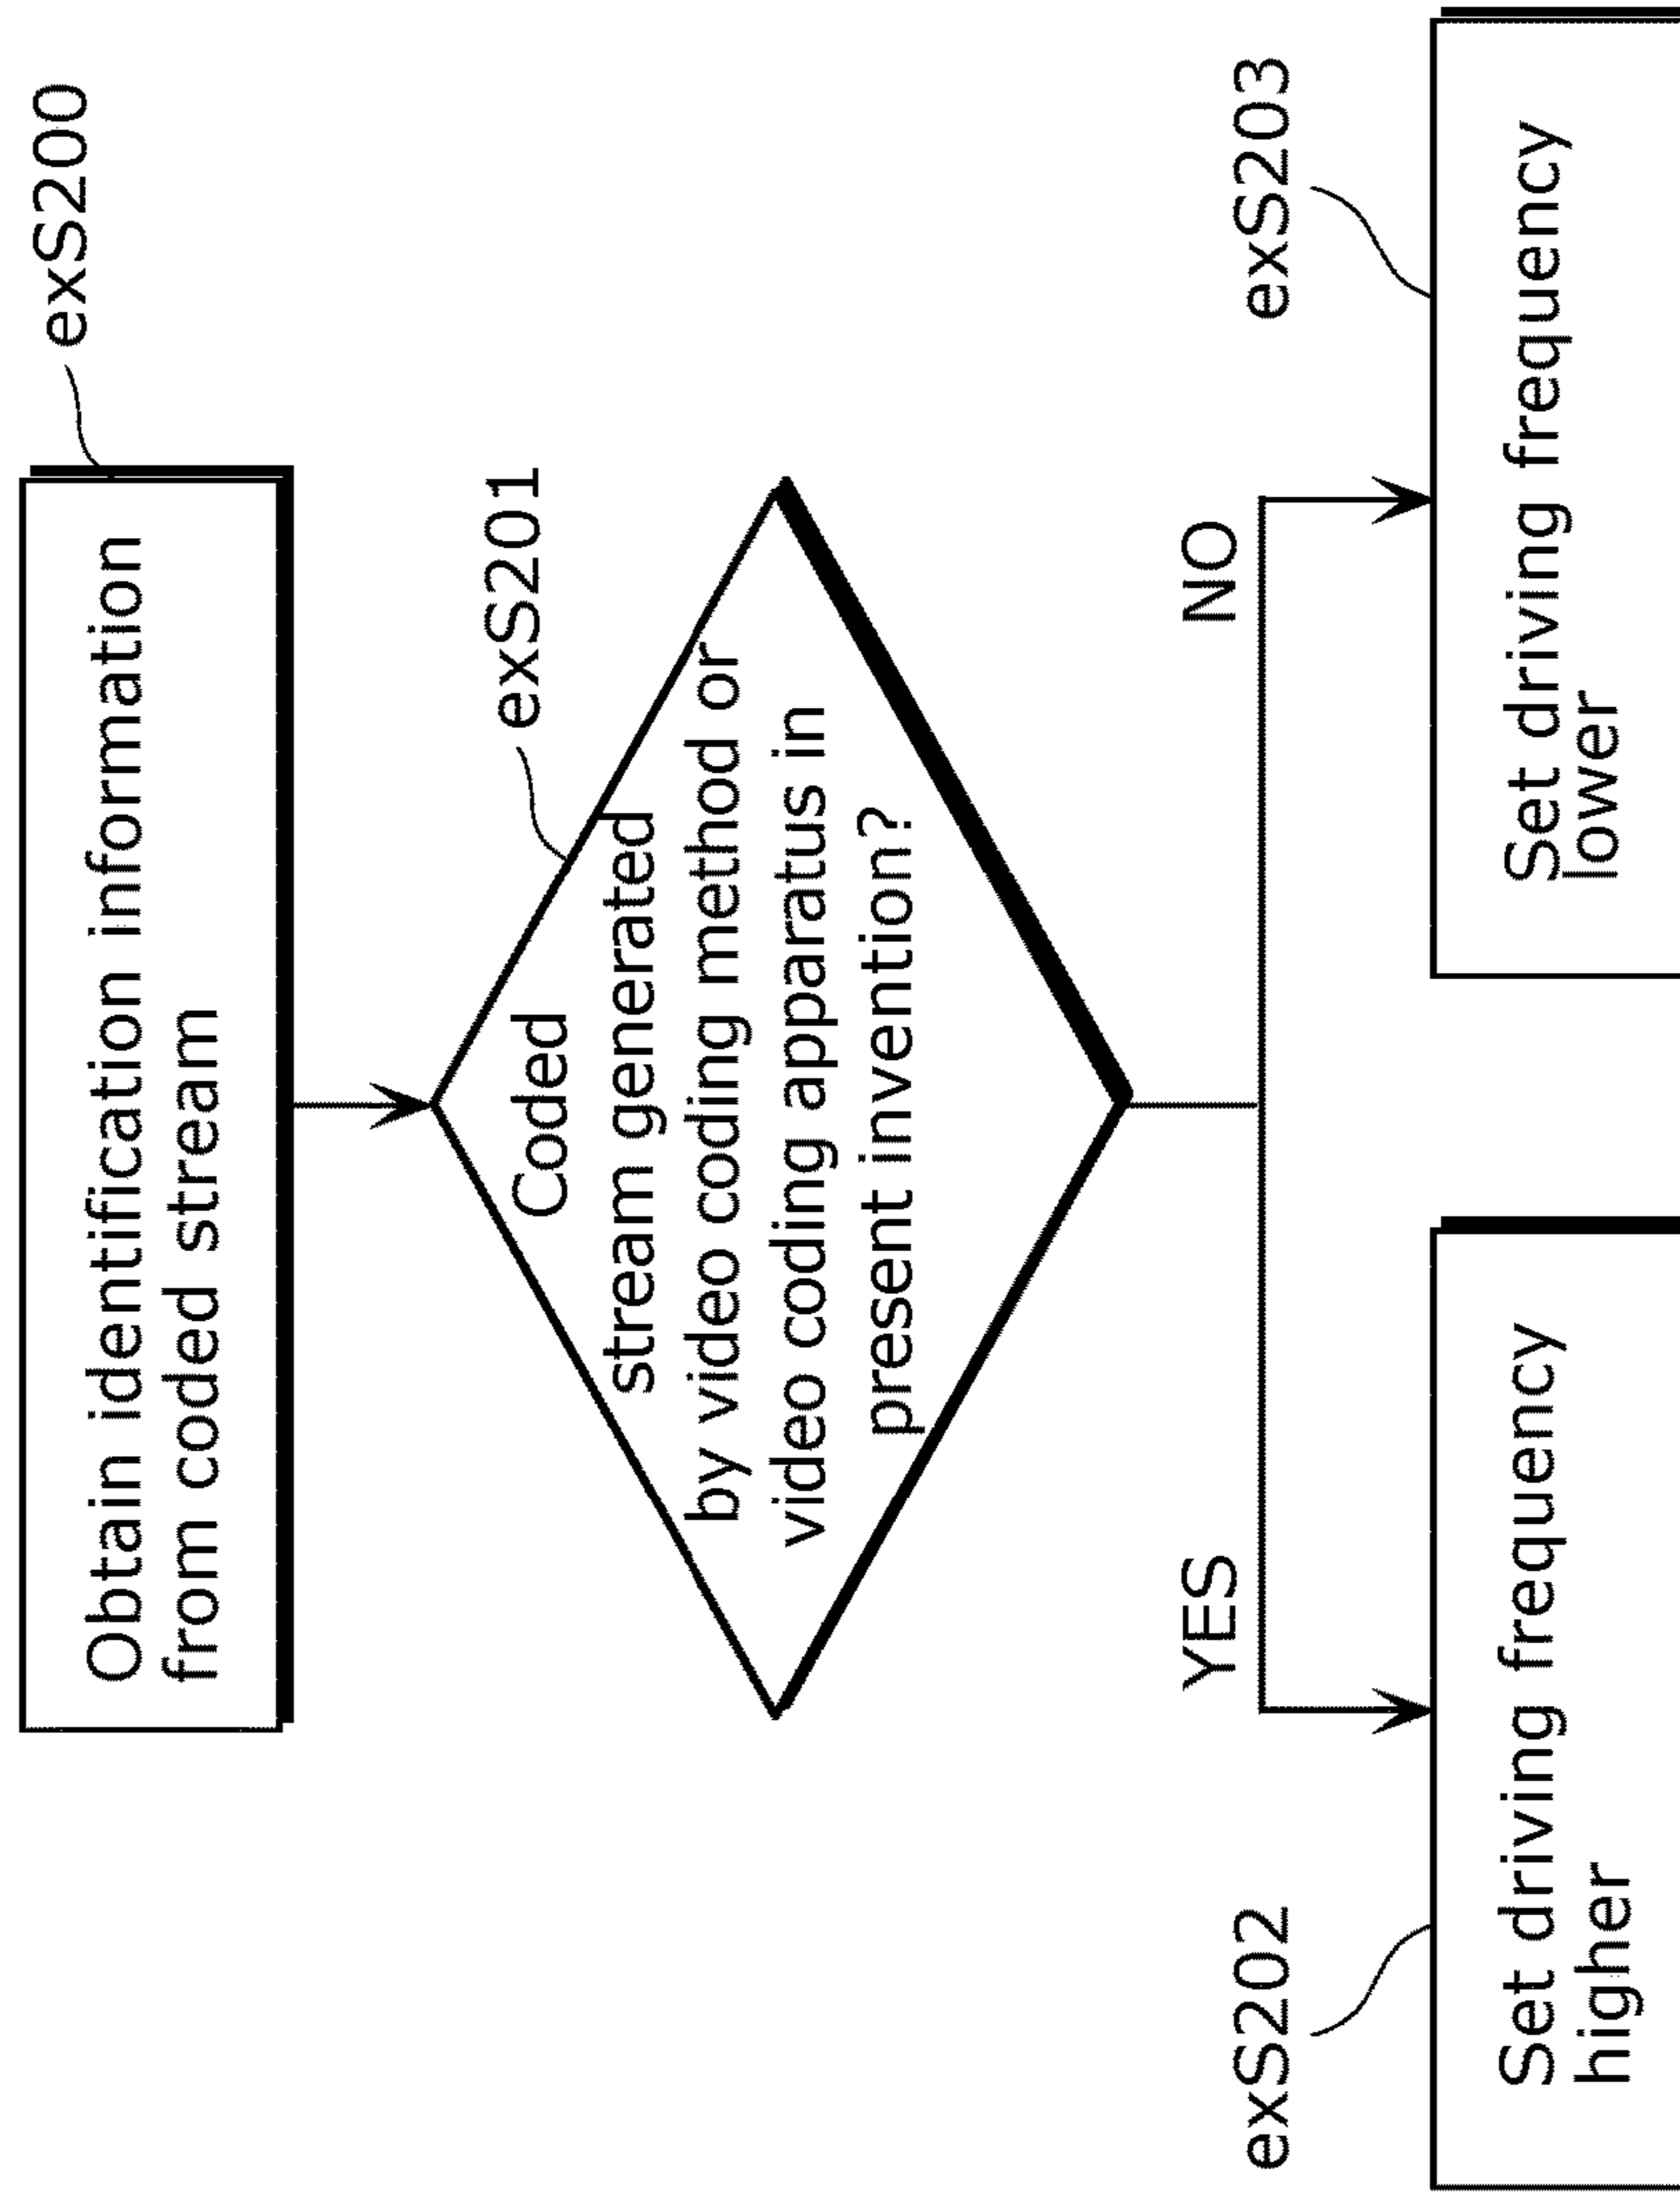 exS200
Obtain identification information
from coded stream
exS201
Coded
stream generated
by video coding method or
video coding apparatus in
present invention?
YES
NO
exS202
exS203
Set driving frequency
higher
Set driving frequency
lower